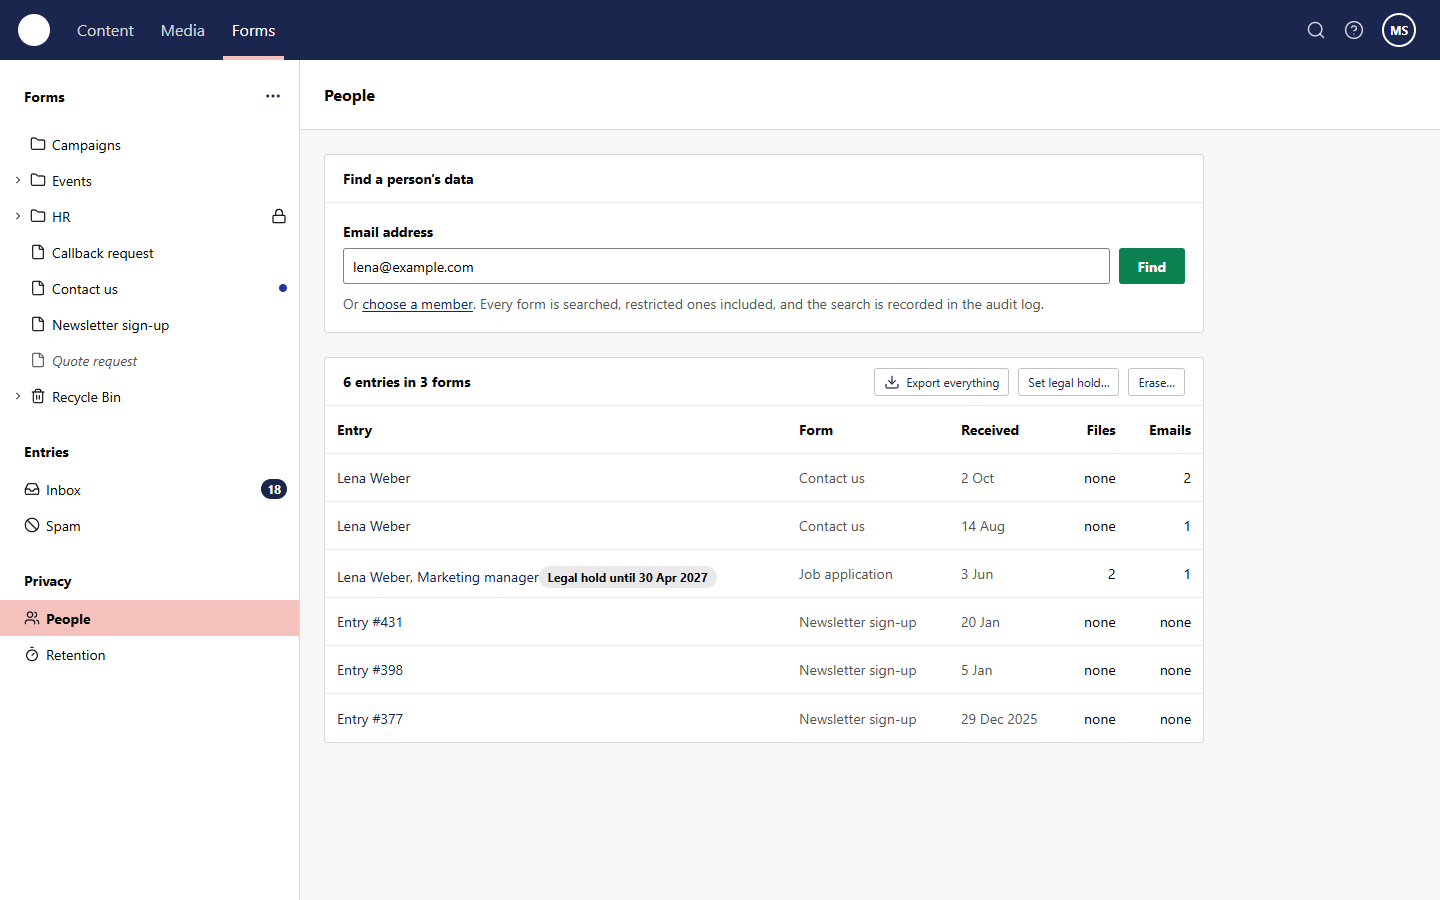 Content Media Forms MS
Forms
Campaigns
Events
HR
Callback request
Contact us
Newsletter sign-up
Quote request
Recycle Bin
Entries
Inbox 18
Spam
Privacy
People
Retention
People
Find a person's data
Email address
lena@example.com Find
Or choose a member. Every form is searched, restricted ones included, and the search is recorded in the audit log.
6 entries in 3 forms Export everything Set legal hold... Erase...
Entry Form Received Files Emails
Lena Weber Contact us 2 Oct none 2
Lena Weber Contact us 14 Aug none 1
Lena Weber, Marketing manager Legal hold until 30 Apr 2027 Job application 3 Jun 2 1
Entry #431 Newsletter sign-up 20 Jan none none
Entry #398 Newsletter sign-up 5 Jan none none
Entry #377 Newsletter sign-up 29 Dec 2025 none none